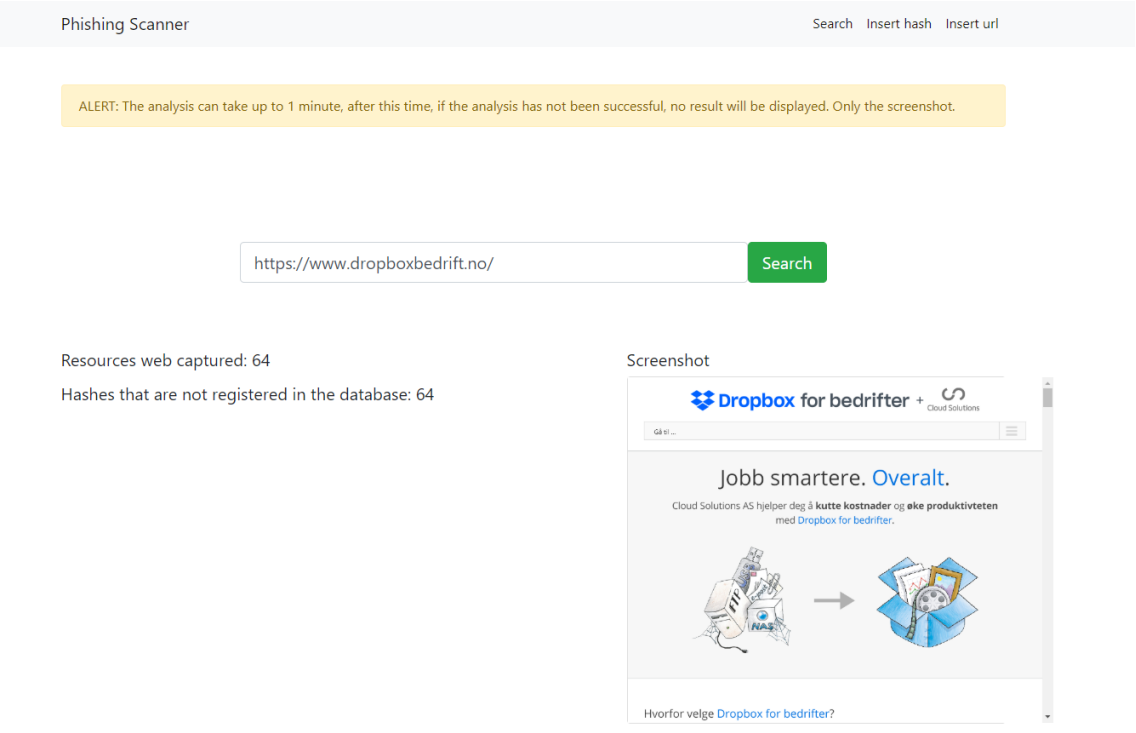 Phishing Scanner
Search Insert hash Insert url
ALERT: The analysis can take up to 1 minute, after this time, if the analysis has not been successful, no result will be displayed. Only the screenshot.
https://www.dropboxbedrift.no/ Search
Resources web captured: 64
Hashes that are not registered in the database: 64
Screenshot
Dropbox for bedrifter +
Cloud Solutions
Gå si ...
Jobb smartere. Overalt.
Cloud Solutions AS hjelper deg å kutte kostnader og øke produktivteten
med Dropbox for bedrifter.
FTP
NAS
Hvorfor velge Dropbox for bedrifter?